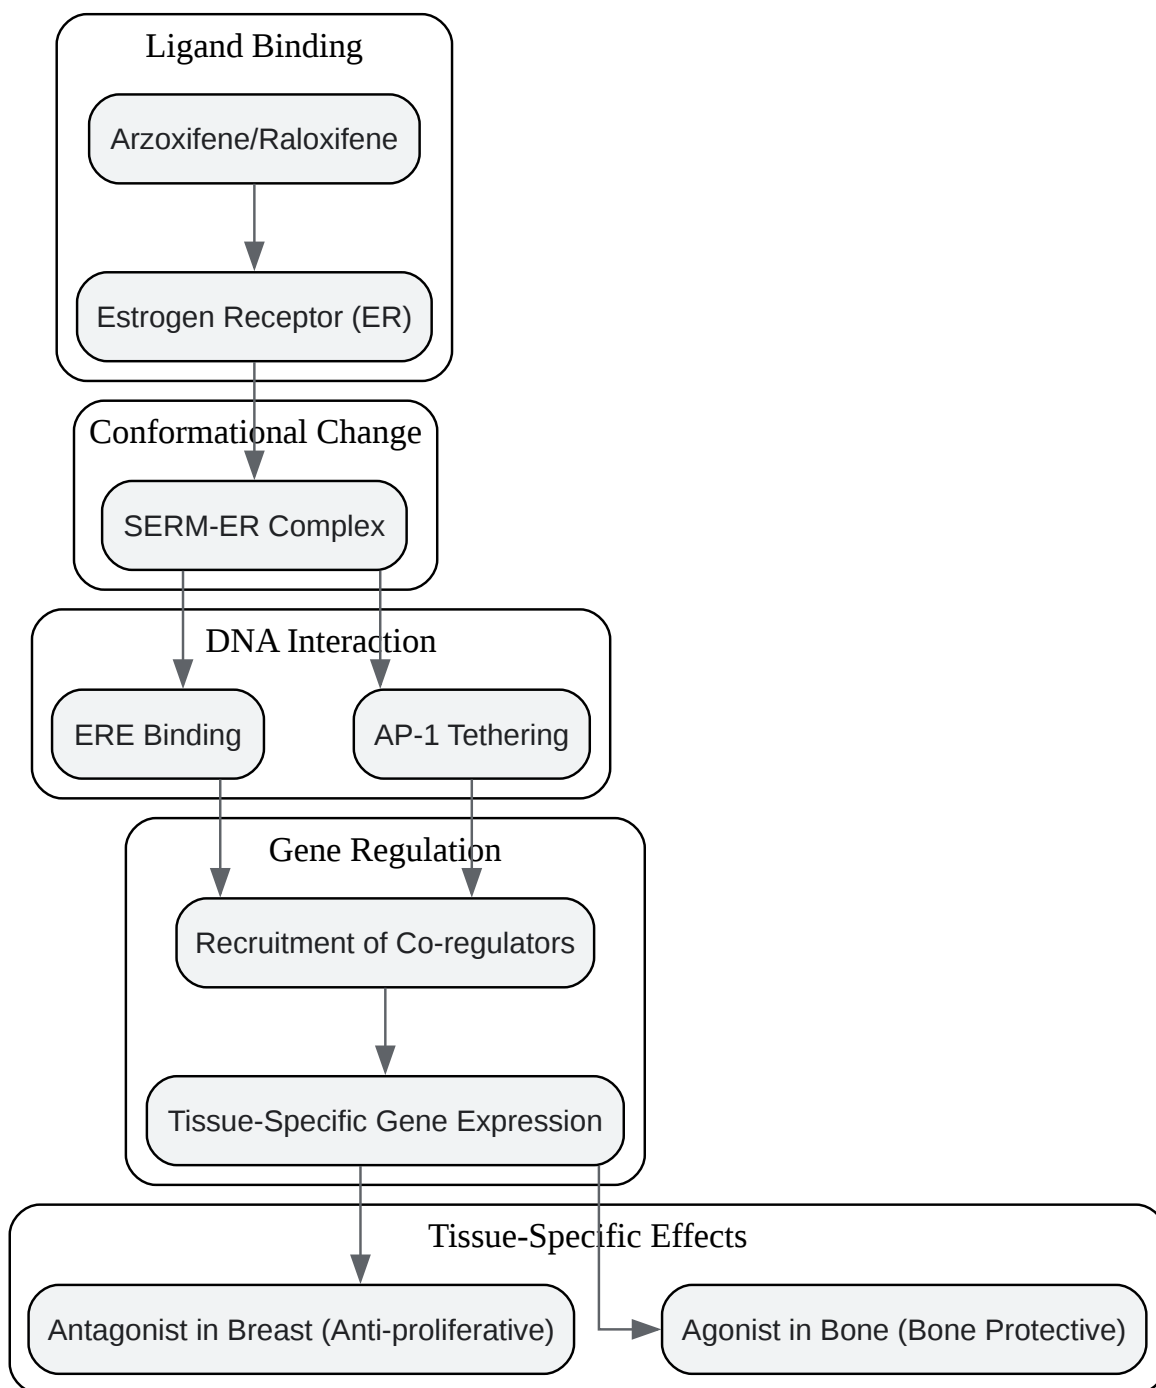 Ligand Binding
Arzoxifene/Raloxifene
Estrogen Receptor (ER)
Conformational Change
SERM-ER Complex
DNA Interaction
ERE Binding
AP-1 Tethering
Gene Regulation
Recruitment of Co-regulators
Tissue-Specific Gene Expression
Tissue-Specific Effects
Antagonist in Breast (Anti-proliferative)
Agonist in Bone (Bone Protective)